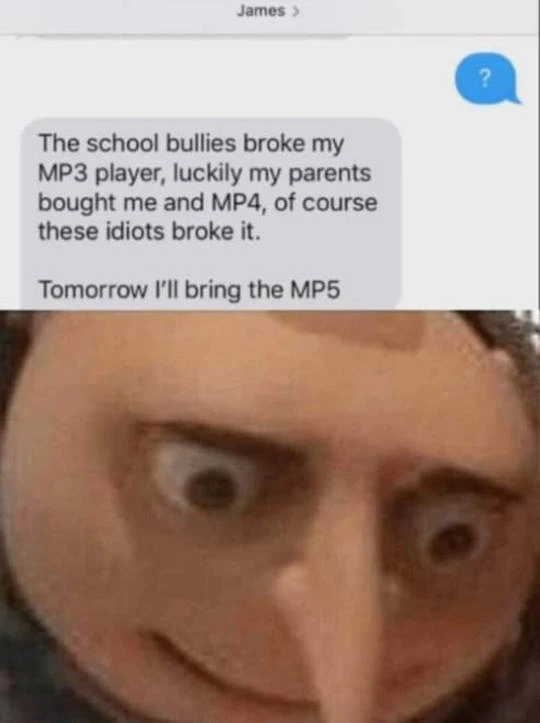 James >
?
The school bullies broke my
MP3 player, luckily my parents
bought me and MP4, of course
these idiots broke it.
Tomorrow I'll bring the MP5